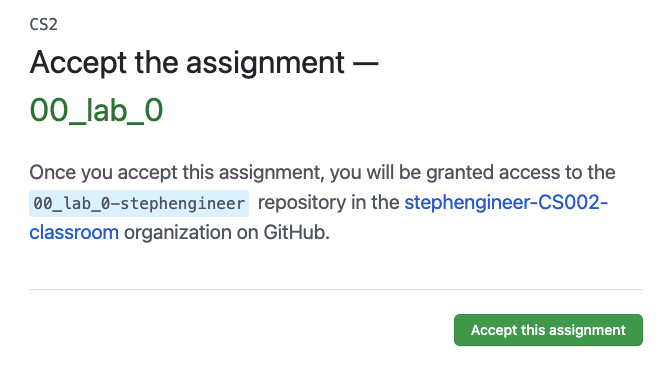 CS2
Accept the assignment —
00_lab_0
Once you accept this assignment, you will be granted access to the
00_lab_0-stephengineer repository in the stephengineer-CS002-
classroom organization on GitHub.
Accept this assignment